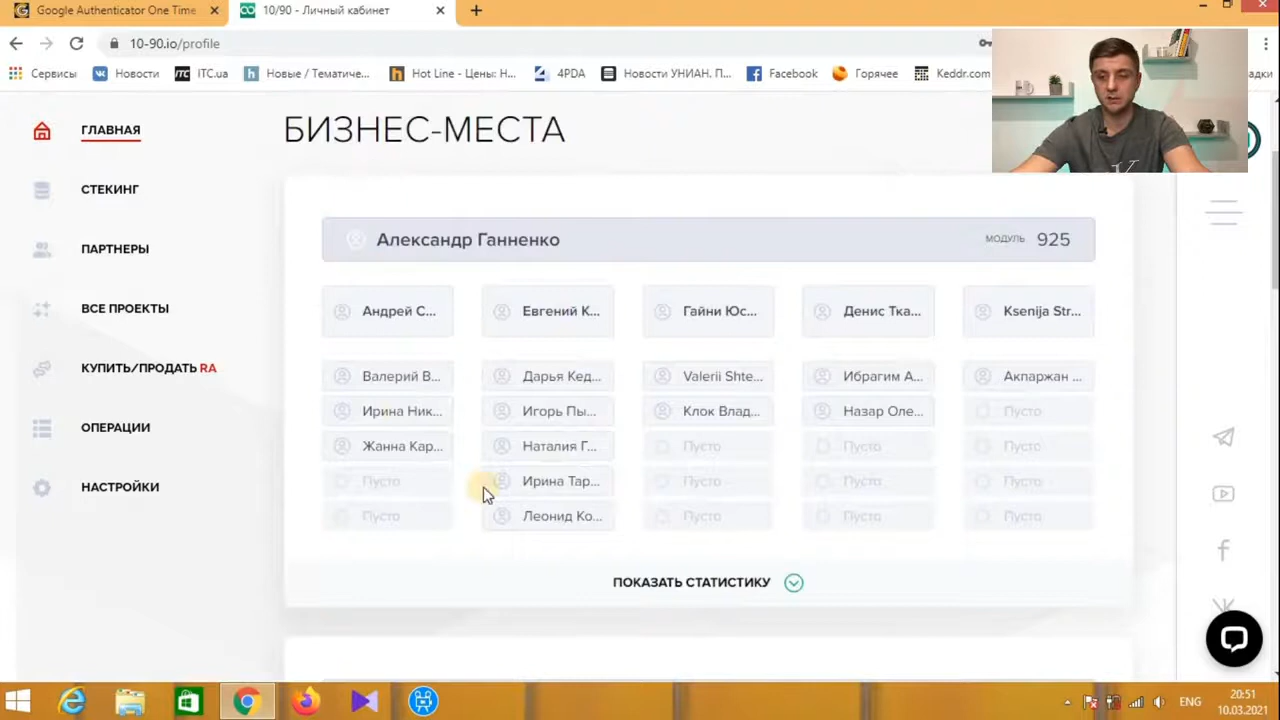 Google Authenticator One Time
10/90 - Личный кабинет
10-90.io/profile
Сервисы
Новости
ITC.ua
Новые / Тематиче...
Hot Line - Цены: Н...
4PDA
Новости УНИАН. П...
Facebook
Горячее
Keddr.com
ГЛАВНАЯ
СТЕКИНГ
ПАРТНЕРЫ
ВСЕ ПРОЕКТЫ
КУПИТЬ/ПРОДАТЬ RA
ОПЕРАЦИИ
НАСТРОЙКИ
БИЗНЕС-МЕСТА
Александр Ганненко
МОДУЛЬ 925
Андрей С... Евгений К... Гайни Юс... Денис Тка... Ksenija Str...
Валерий В... Дарья Кед... Valerii Shte... Ибрагим А... Акпаржан ...
Ирина Ник... Игорь Пы... Клок Влад... Назар Оле... Пусто
Жанна Кар... Наталия Г... Пусто Пусто Пусто
Пусто Ирина Тар... Пусто Пусто Пусто
Пусто Леонид Ко... Пусто Пусто Пусто
ПОКАЗАТЬ СТАТИСТИКУ
ENG
20:51
10.03.2021